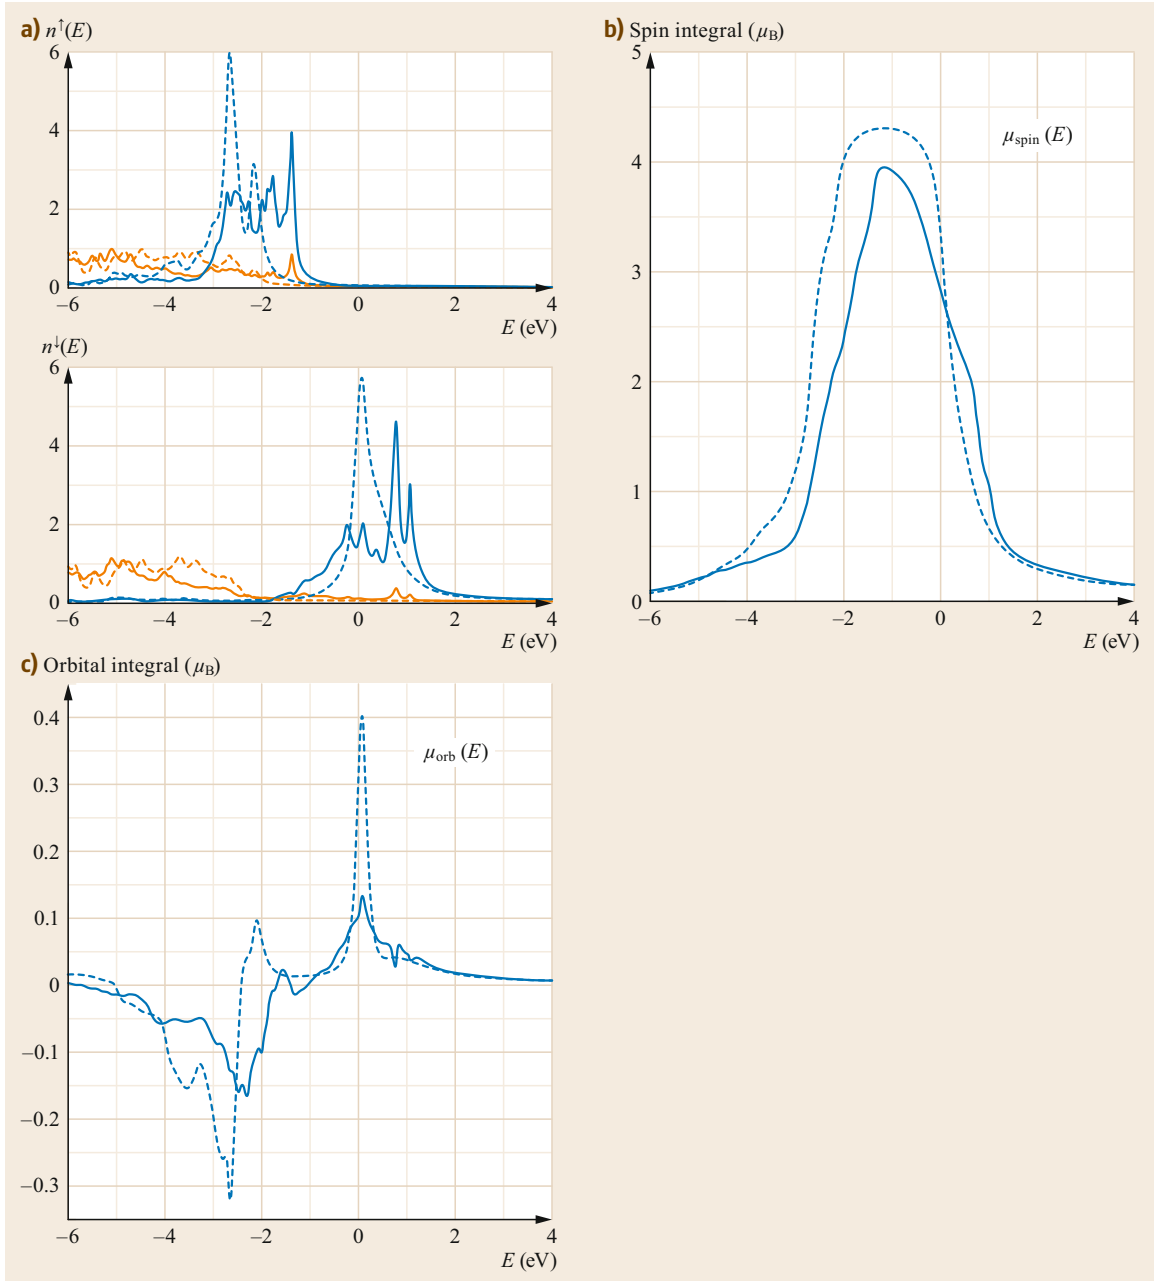 a) n↑(E)
6
4
2
0
−6 −4 −2 0 2 4
E (eV)
n↓(E)
6
4
2
0
−6 −4 −2 0 2 4
E (eV)
b) Spin integral (μB)
5
4
3
2
1
0
μspin (E)
−6 −4 −2 0 2 4
E (eV)
c) Orbital integral (μB)
0.4
0.3
0.2
0.1
0
−0.1
−0.2
−0.3
μorb (E)
−6 −4 −2 0 2 4
E (eV)